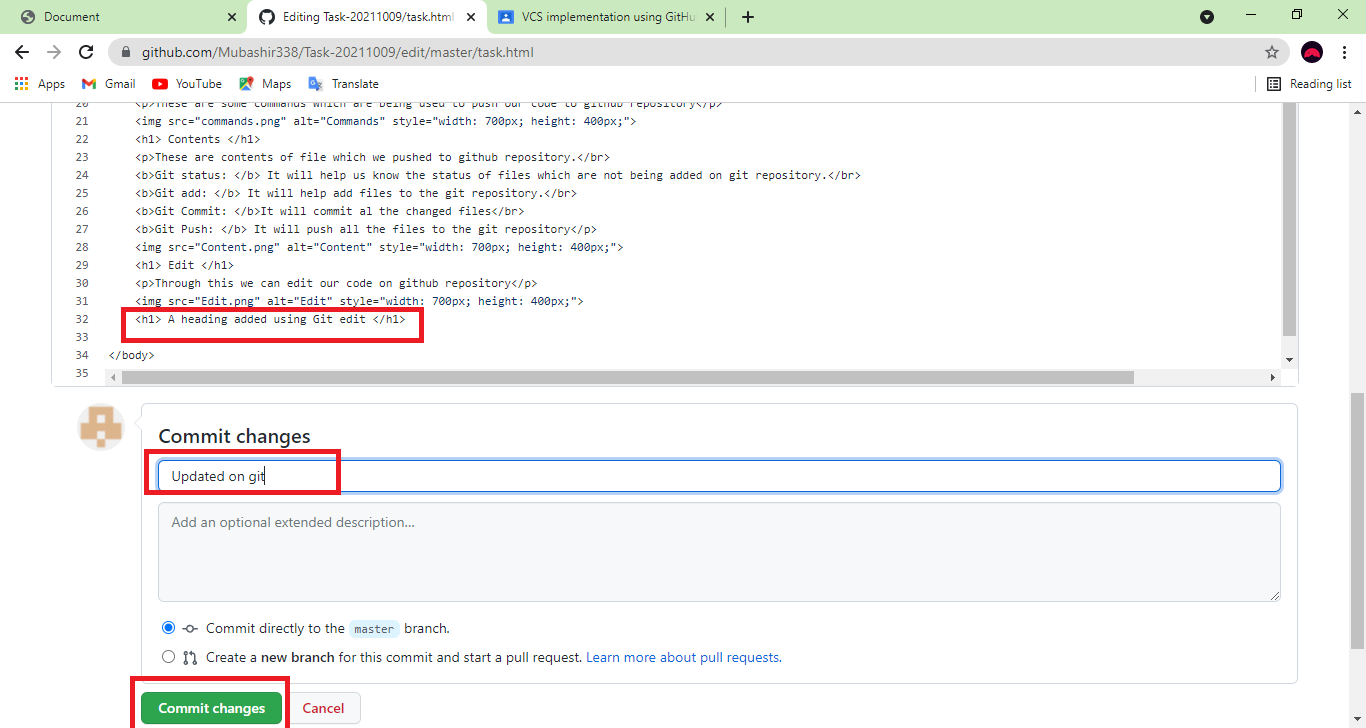 Document
Editing Task-20211009/task.html
VCS implementation using GitHu
github.com/Mubashir338/Task-20211009/edit/master/task.html
Apps Gmail YouTube Maps Translate Reading list
20 <p>These are some commands which are being used to push our code to github repository</p>
21 <img src="commands.png" alt="Commands" style="width: 700px; height: 400px;">
22 <h1> Contents </h1>
23 <p>These are contents of file which we pushed to github repository.</br>
24 <b>Git status: </b> It will help us know the status of files which are not being added on git repository.</br>
25 <b>Git add: </b> It will help add files to the git repository.</br>
26 <b>Git Commit: </b>It will commit al the changed files</br>
27 <b>Git Push: </b> It will push all the files to the git repository</p>
28 <img src="Content.png" alt="Content" style="width: 700px; height: 400px;">
29 <h1> Edit </h1>
30 <p>Through this we can edit our code on github repository</p>
31 <img src="Edit.png" alt="Edit" style="width: 700px; height: 400px;">
32 <h1> A heading added using Git edit </h1>
33
34 </body>
35
Commit changes
Updated on git
Add an optional extended description...
Commit directly to the master branch.
Create a new branch for this commit and start a pull request. Learn more about pull requests.
Commit changes Cancel